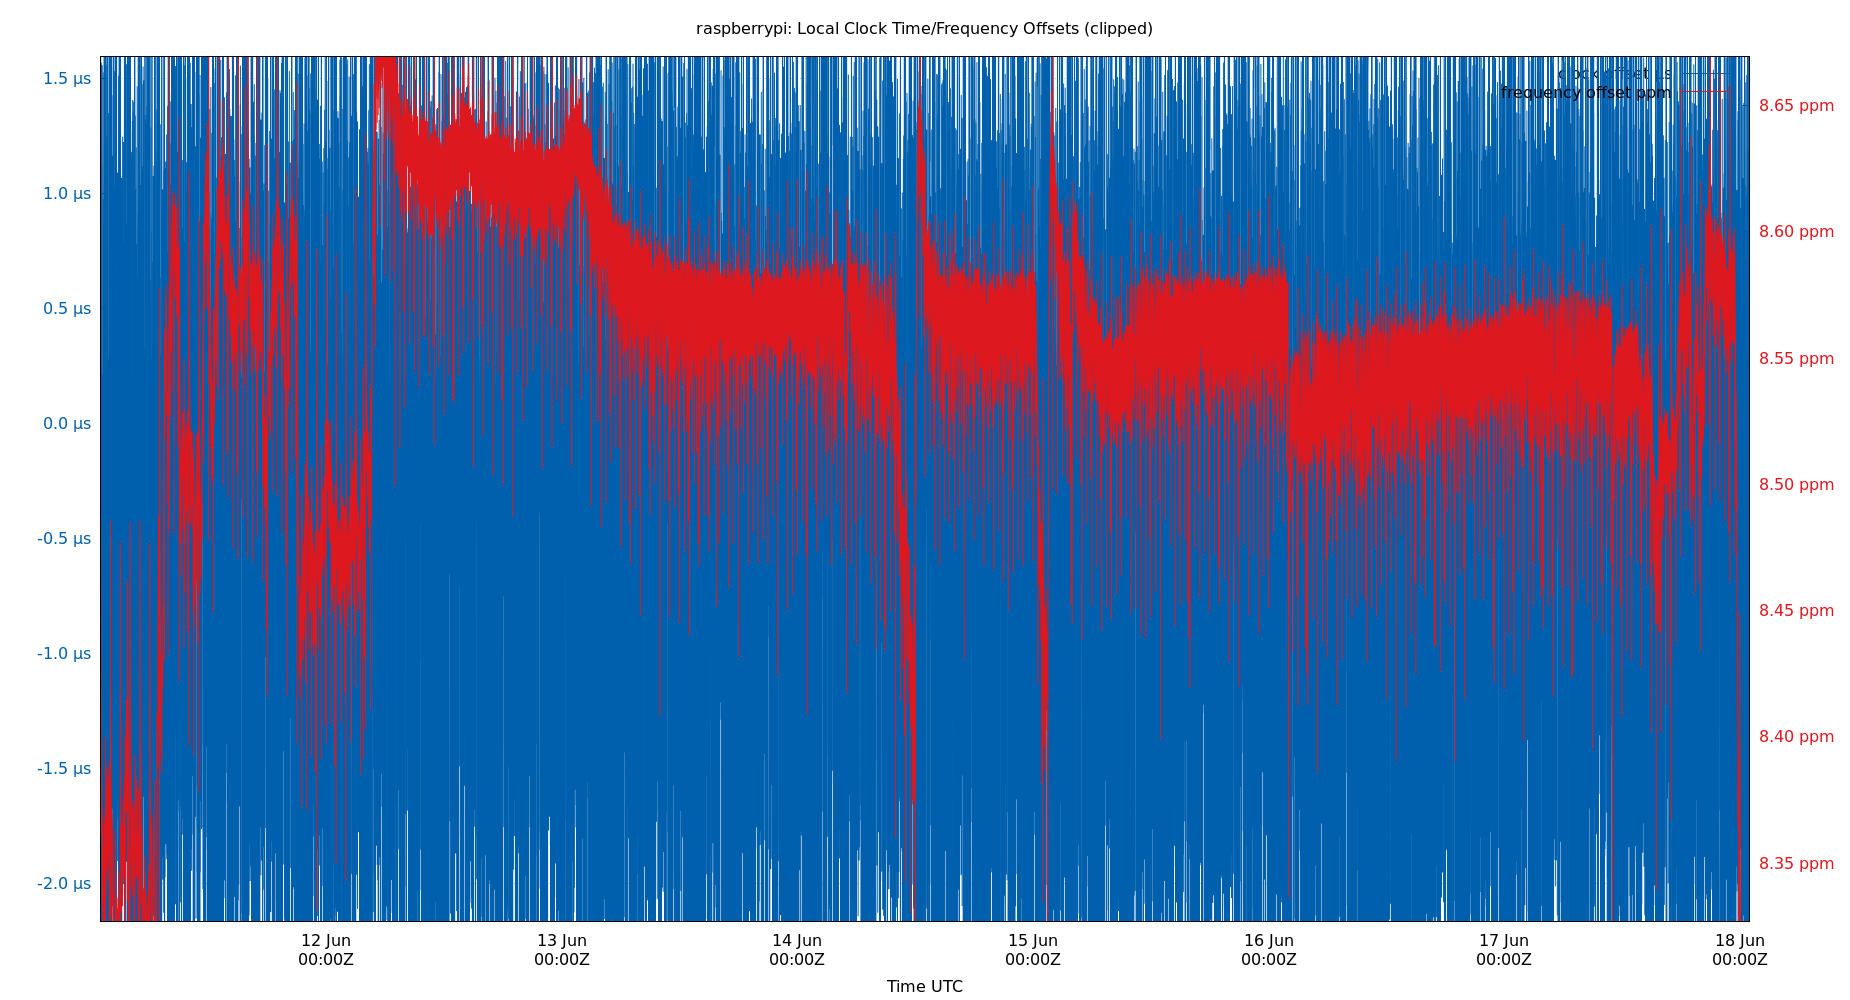 raspberrypi: Local Clock Time/Frequency Offsets (clipped)
clock offset µs
frequency offset ppm
1.5 µs
1.0 µs
0.5 µs
0.0 µs
-0.5 µs
-1.0 µs
-1.5 µs
-2.0 µs
8.65 ppm
8.60 ppm
8.55 ppm
8.50 ppm
8.45 ppm
8.40 ppm
8.35 ppm
12 Jun 13 Jun 14 Jun 15 Jun 16 Jun 17 Jun 18 Jun
00:00Z 00:00Z 00:00Z 00:00Z 00:00Z 00:00Z 00:00Z
Time UTC